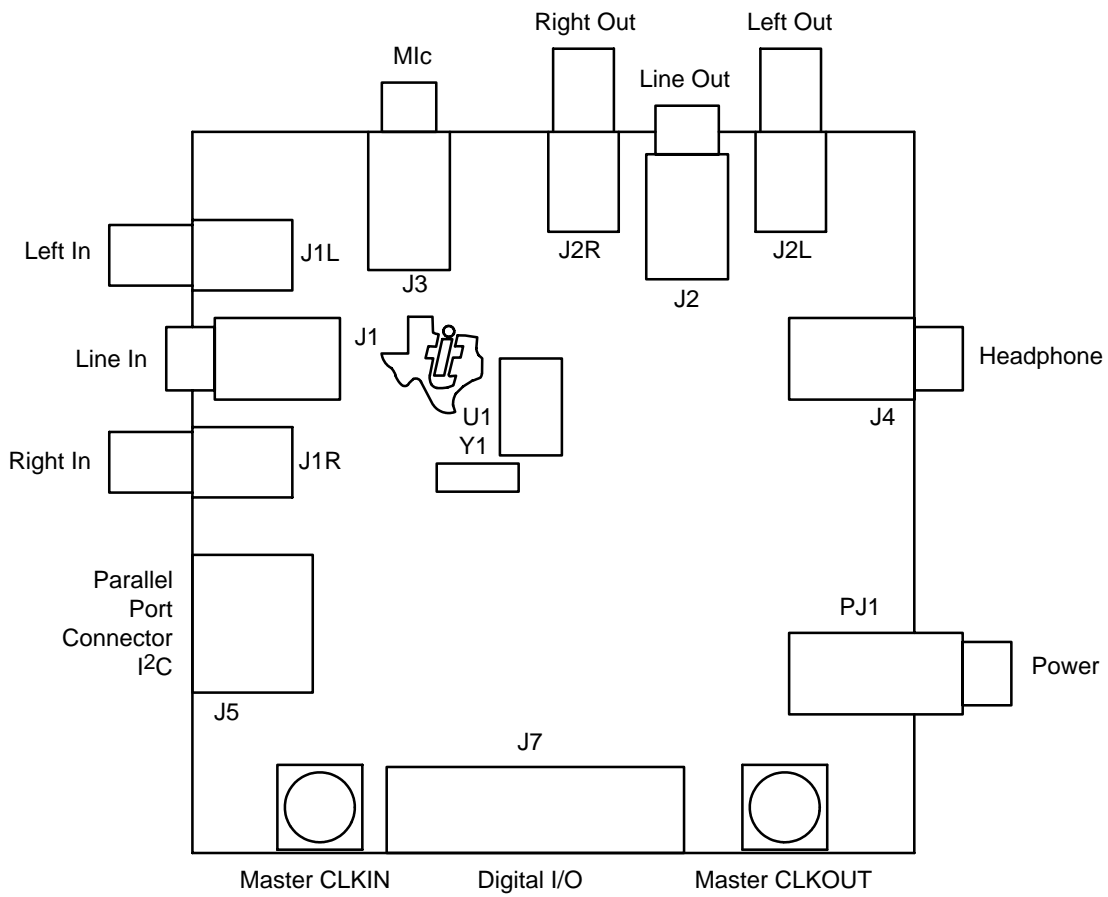 Right Out
Left Out
MIc
Line Out
Left In
J1L
J2R
J2L
J3
J2
Line In
J1
Headphone
J4
U1
Y1
Right In
J1R
Parallel
Port
Connector
I²C
PJ1
Power
J5
J7
Master CLKIN
Digital I/O
Master CLKOUT